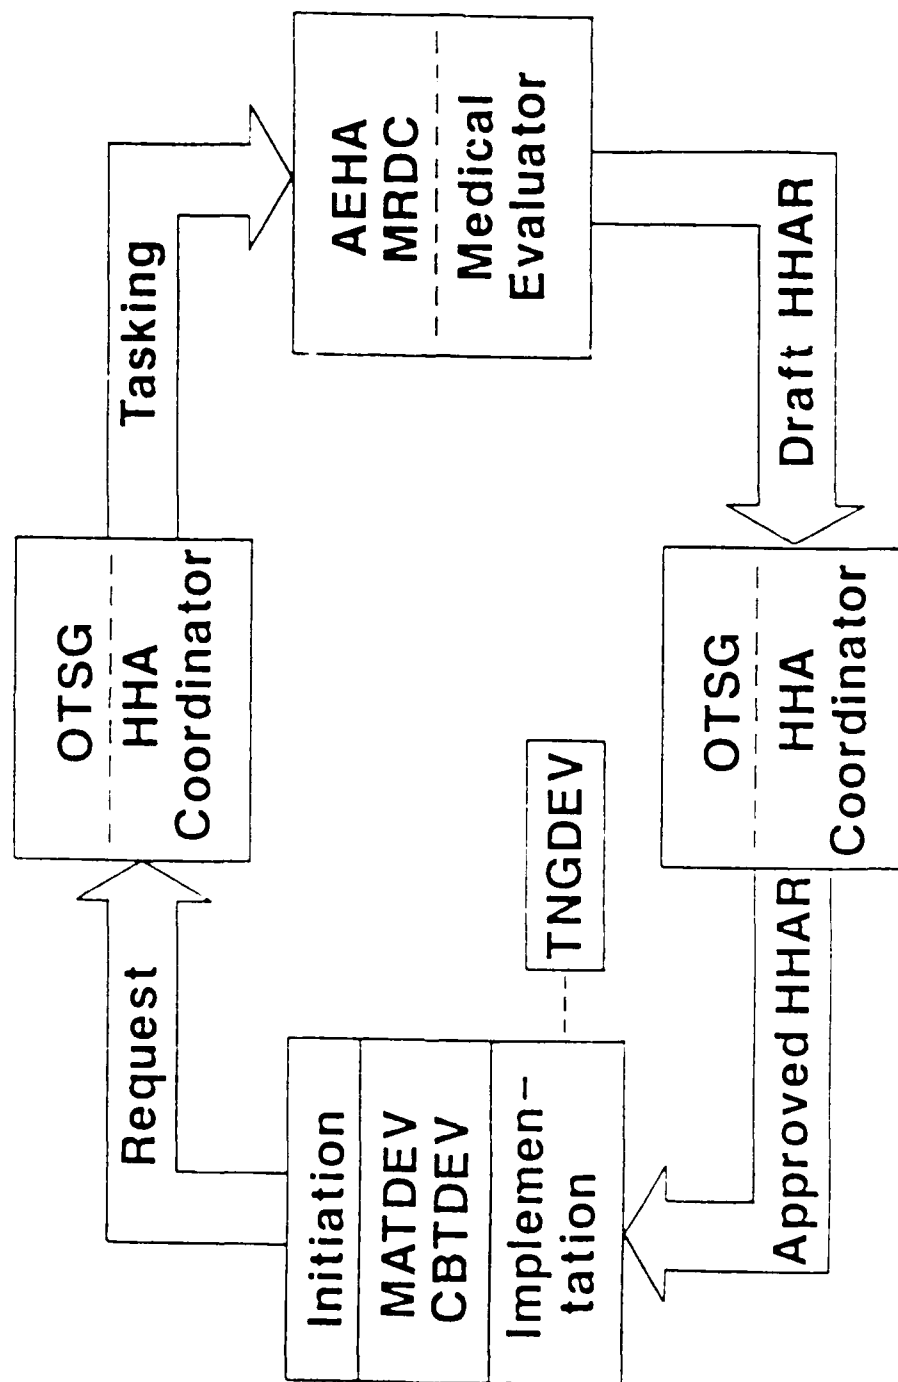 Initiation
MATDEV
CBTDEV
Implemen-
tation
TNGDEV
Request
OTSG
HHA
Coordinator
Tasking
AEHA
MRDC
Medical
Evaluator
Draft HHAR
OTSG
HHA
Coordinator
Approved HHAR